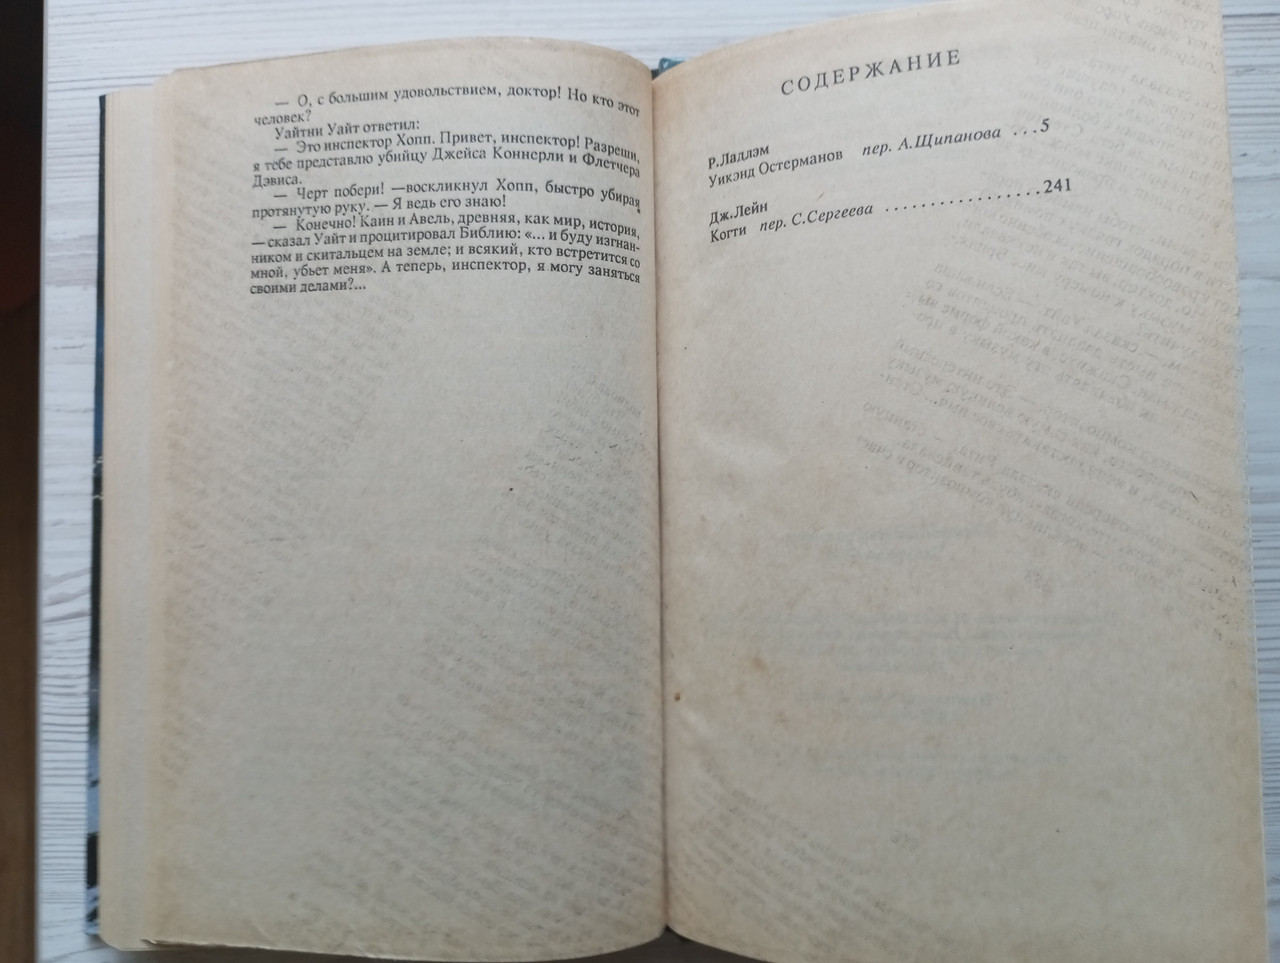 — О, с большим удовольствием, доктор! Но кто этот
человек?
Уайтни Уайт ответил:
— Это инспектор Хопп. Привет, инспектор! Разреши,
я тебе представлю убийцу Джейса Коннерли и Флетчера
Дэвиса.
— Черт побери! —воскликнул Хопп, быстро убирая
протянутую руку. — Я ведь его знаю!
— Конечно! Каин и Авель, древняя, как мир, история,
—сказал Уайт и процитировал Библию: «... и буду изгнан-
ником и скитальцем на земле; и всякий, кто встретится со
мной, убьет меня». А теперь, инспектор, я могу заняться
своими делами?...
СОДЕРЖАНИЕ
Р.Ладлэм
Уикэнд Остерманов пер. А.Щипанова ...5
Дж.Лейн
Когти пер. С.Сергеева .................241